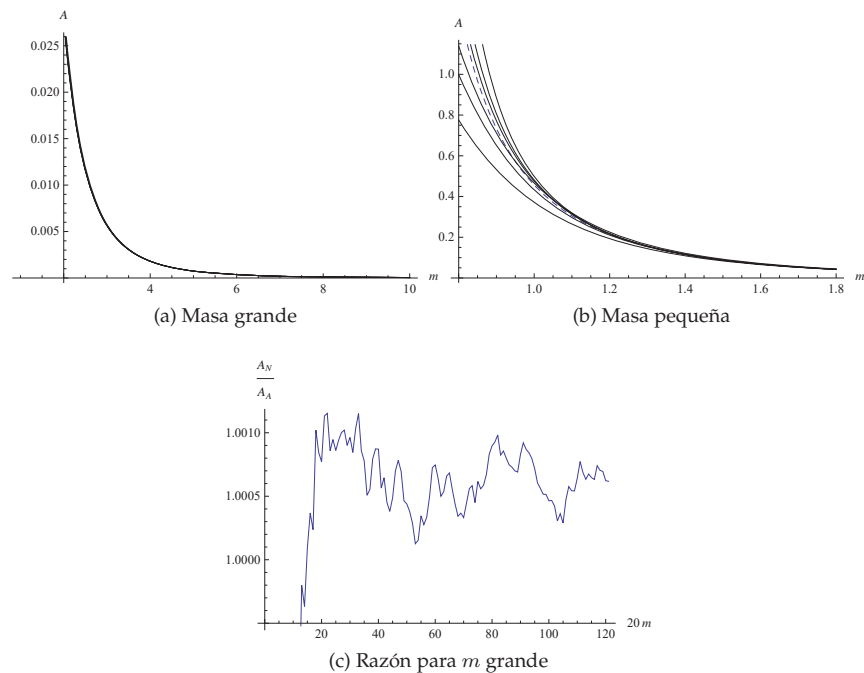 A
0.025
0.020
0.015
0.010
0.005
4
6
8
10
m
(a) Masa grande
A
1.0
0.8
0.6
0.4
0.2
1.0
1.2
1.4
1.6
1.8
m
(b) Masa pequeña
A_N
A_A
1.0010
1.0005
1.0000
20
40
60
80
100
120
20 m
(c) Razón para m grande